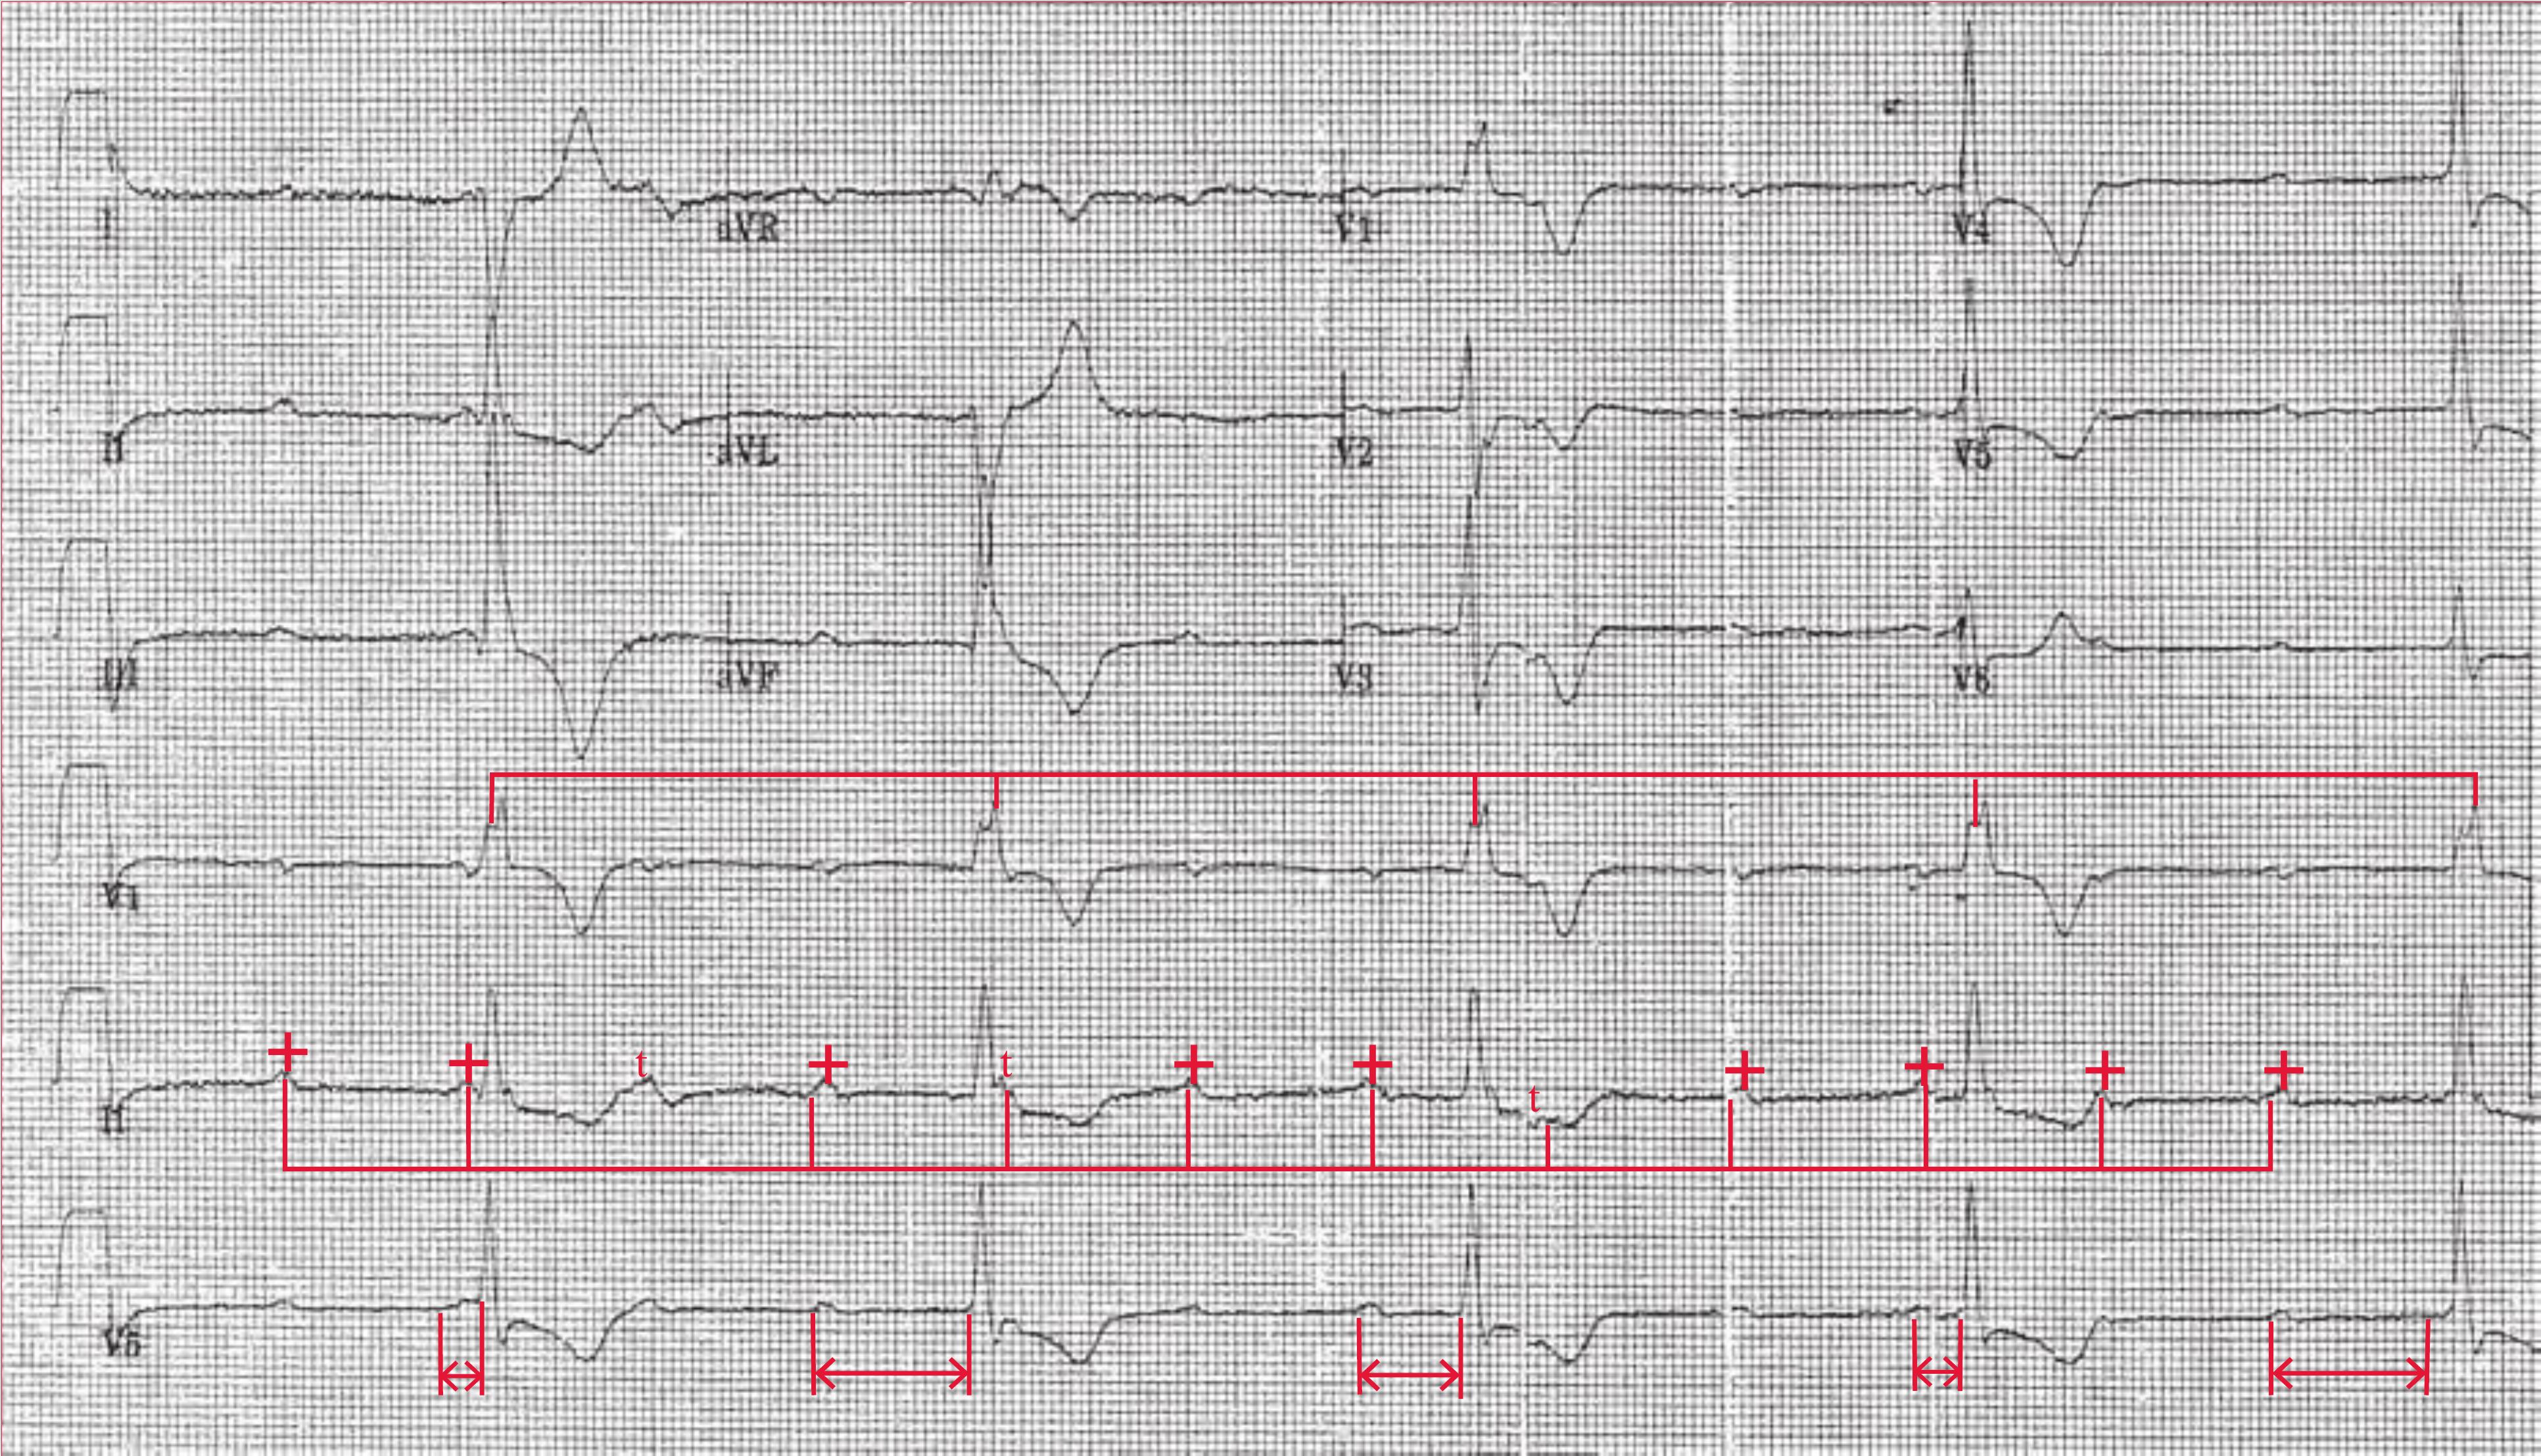 I aVR V1 V4
II aVL V2 V5
III aVF V3 V6
V1
+ + t + t + + t + + + +
II
V5